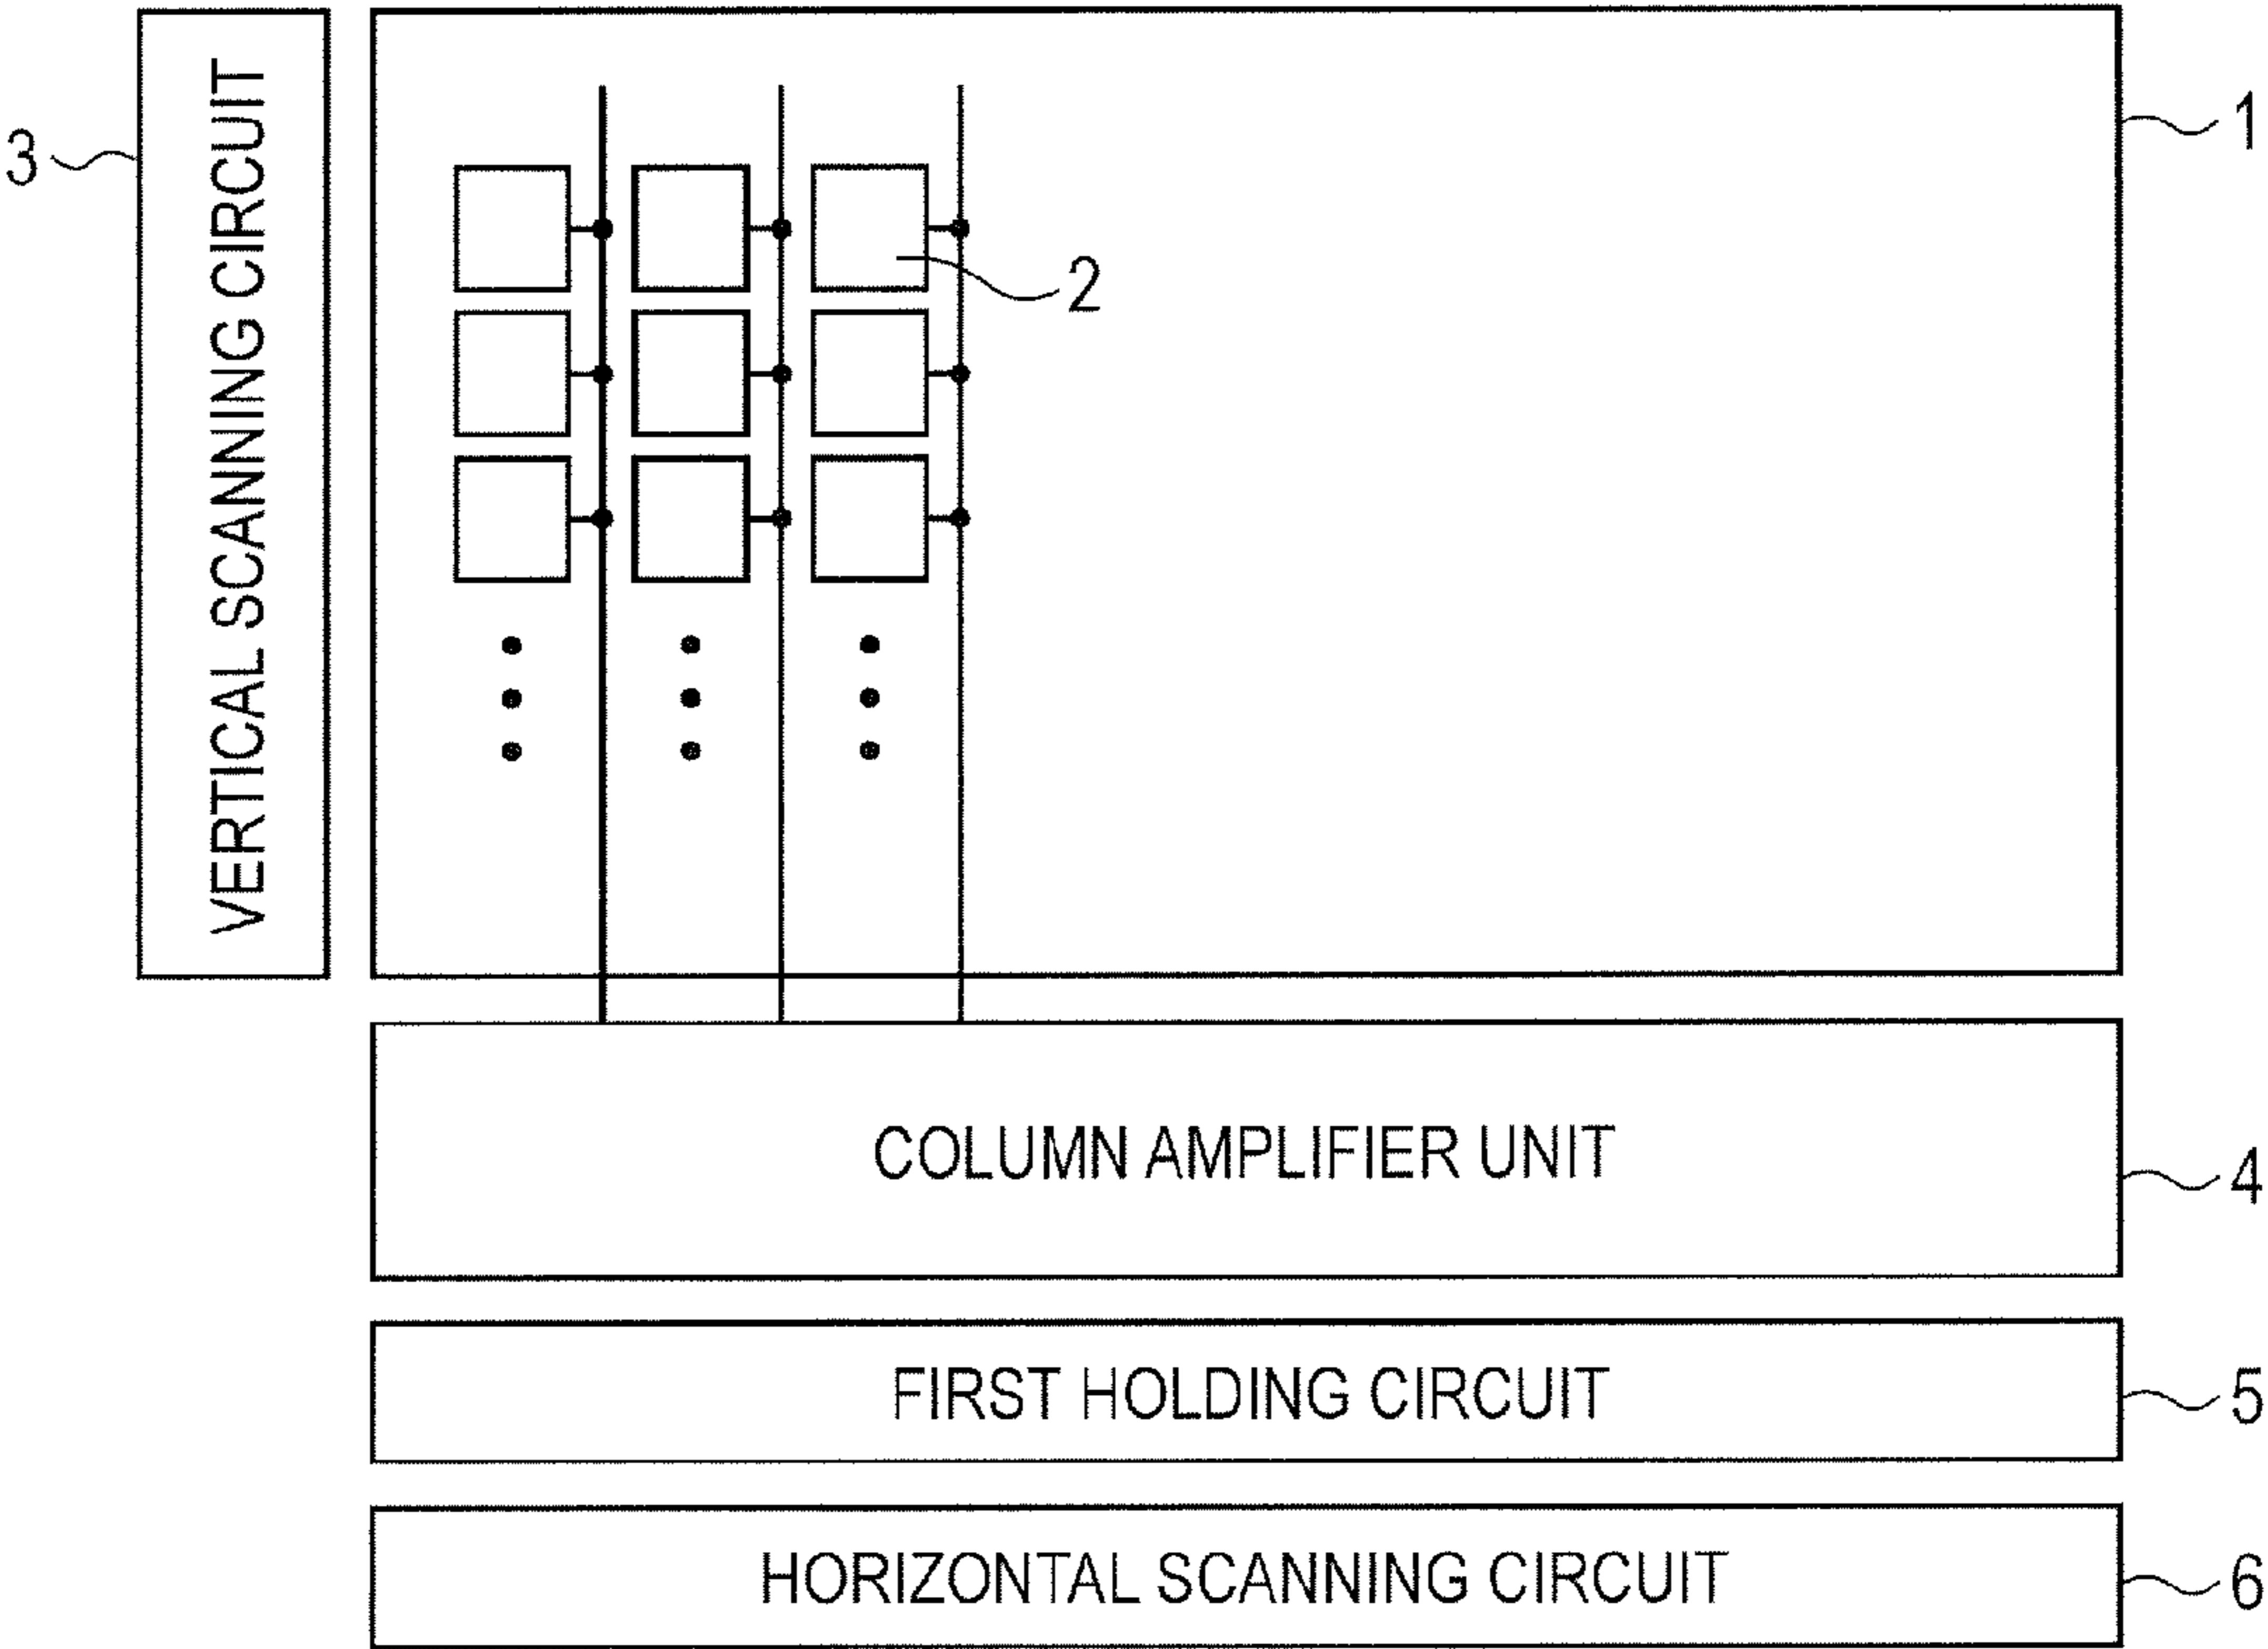 VERTICAL SCANNING CIRCUIT
3
1
2
COLUMN AMPLIFIER UNIT
4
FIRST HOLDING CIRCUIT
5
HORIZONTAL SCANNING CIRCUIT
6